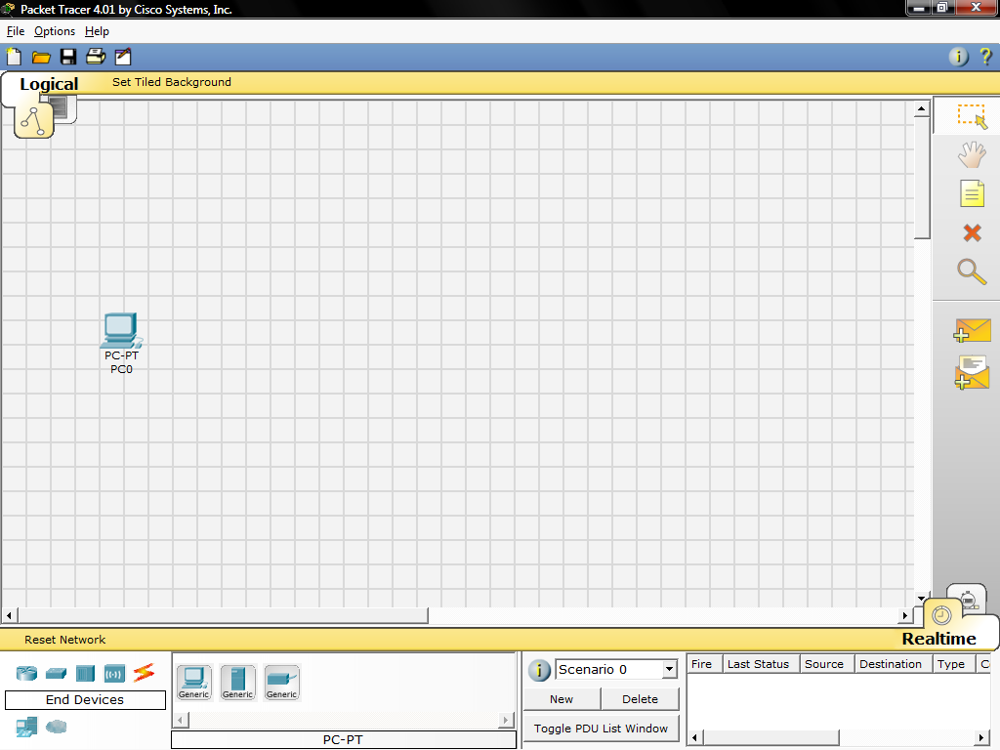 Packet Tracer 4.01 by Cisco Systems, Inc.
File Options Help
Logical Set Tiled Background
PC-PT
PC0
Realtime
Reset Network
End Devices
Generic Generic Generic
PC-PT
Scenario 0
New Delete
Toggle PDU List Window
Fire Last Status Source Destination Type C